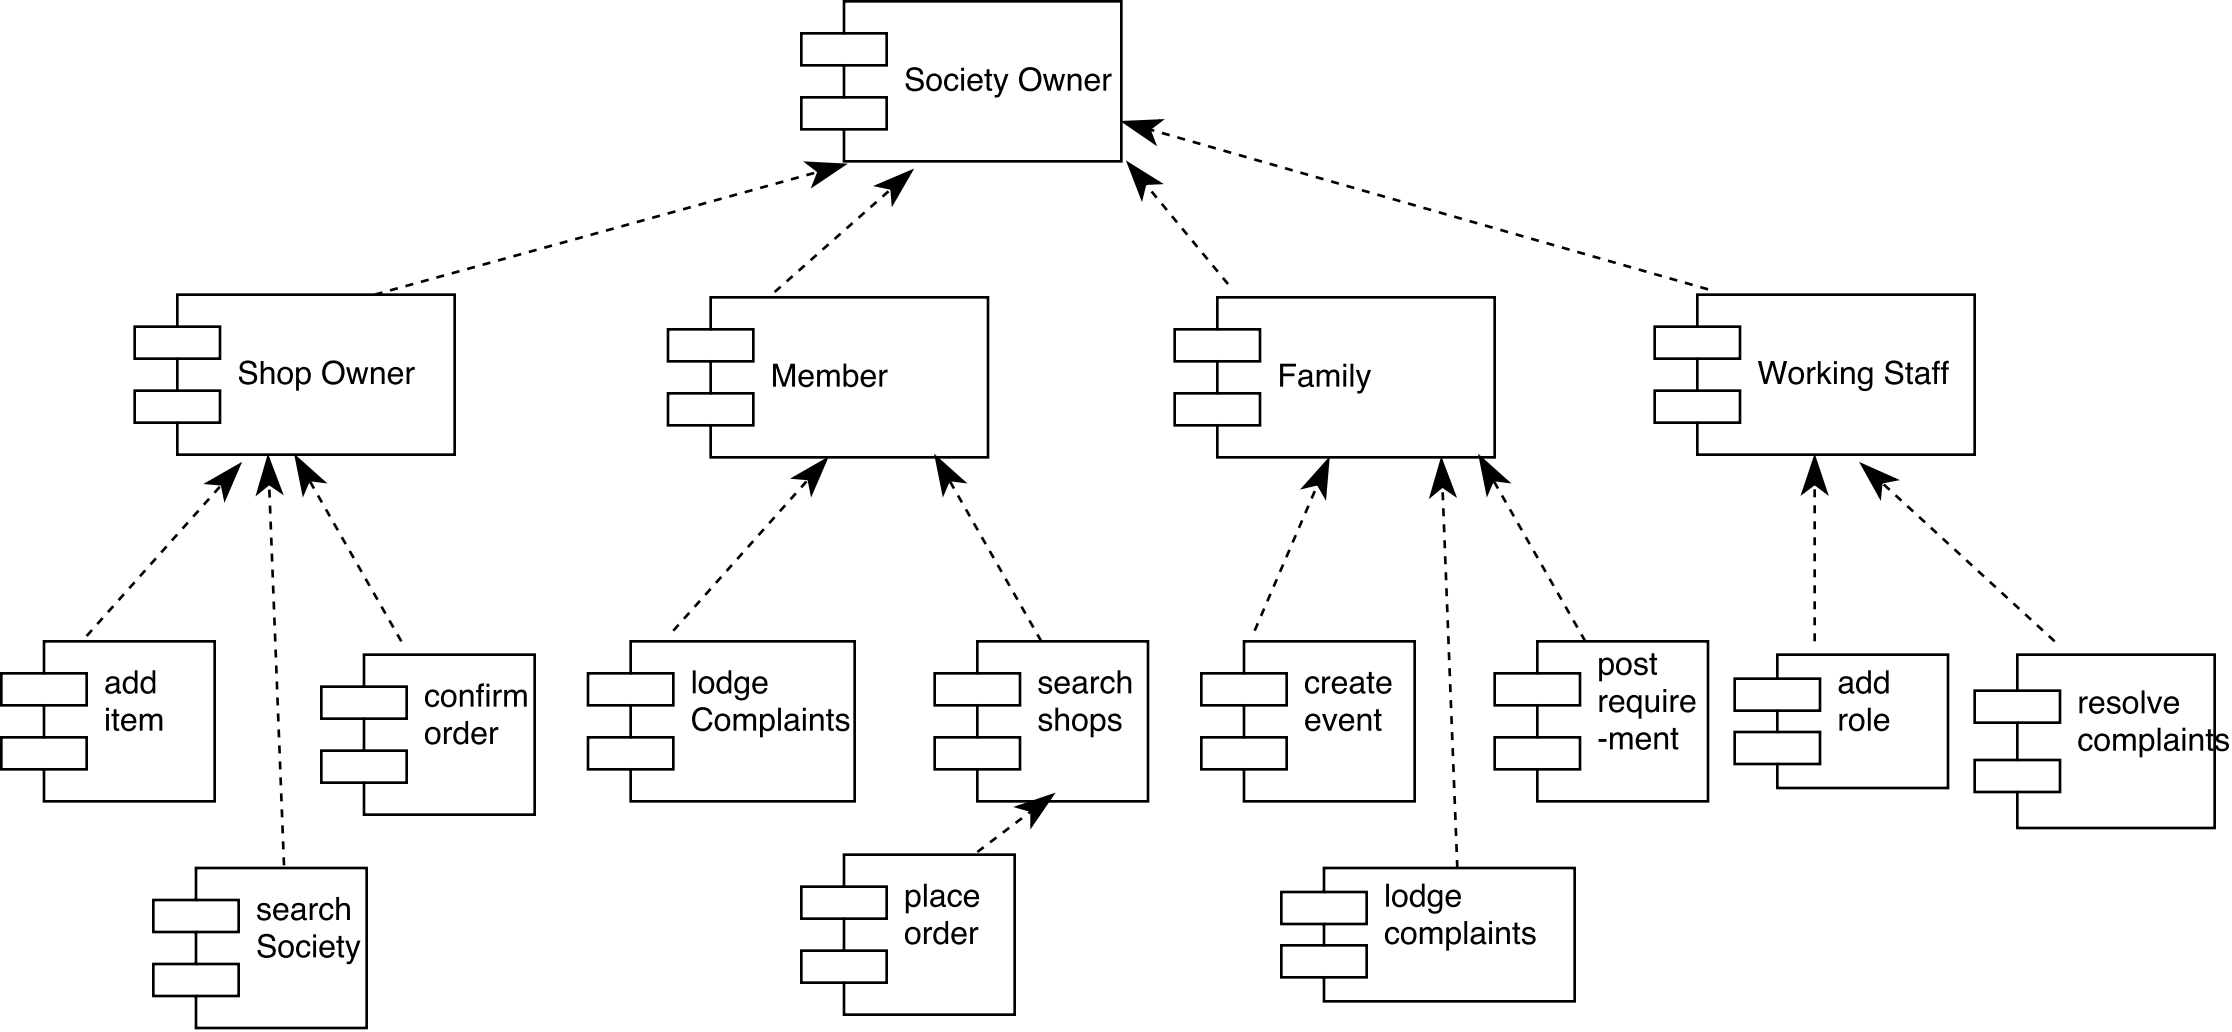 Society Owner
Shop Owner
Member
Family
Working Staff
add
item
confirm
order
lodge
Complaints
search
shops
create
event
post
require
-ment
add
role
resolve
complaints
search
Society
place
order
lodge
complaints